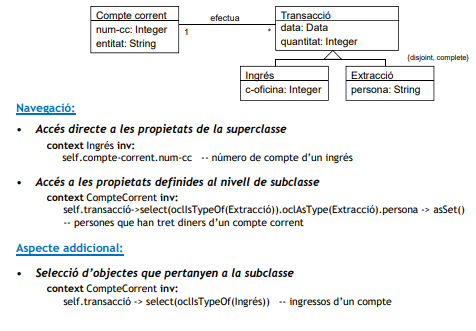 Compte corrent
num-cc: Integer
entitat: String
efectua
1
*
Transacció
data: Data
quantitat: Integer
{disjoint, complete}
Ingrés
c-oficina: Integer
Extracció
persona: String
Navegació:
• Accés directe a les propietats de la superclasse
context Ingrés inv:
self.compte-corrent.num-cc -- número de compte d'un ingrés
• Accés a les propietats definides al nivell de subclasse
context CompteCorrent inv:
self.transacció->select(oclIsTypeOf(Extracció)).oclAsType(Extracció).persona -> asSet()
-- persones que han tret diners d'un compte corrent
Aspecte addicional:
• Selecció d'objectes que pertanyen a la subclasse
context CompteCorrent inv:
self.transacció -> select(oclIsTypeOf(Ingrés)) -- ingressos d'un compte